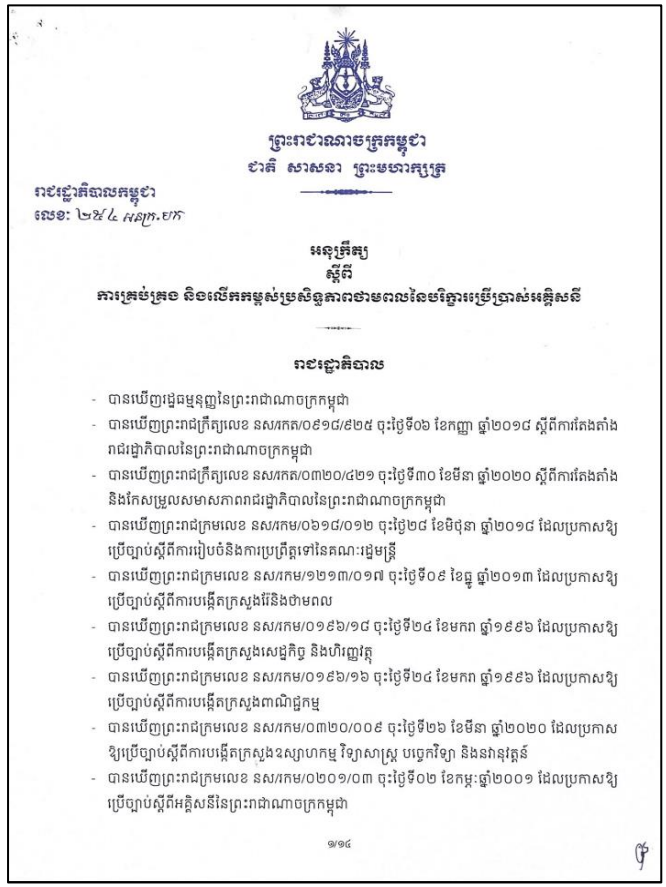 ព្រះរាជាណាចក្រកម្ពុជា
ជាតិ សាសនា ព្រះមហាក្សត្រ
រាជរដ្ឋាភិបាលកម្ពុជា
លេខ: ២៥៤ អនក្រ.បក
អនុក្រឹត្យ
ស្តីពី
ការគ្រប់គ្រង និងលើកកម្ពស់ប្រសិទ្ធភាពថាមពលនៃបរិក្ខារប្រើប្រាស់អគ្គិសនី
រាជរដ្ឋាភិបាល
- បានឃើញរដ្ឋធម្មនុញ្ញនៃព្រះរាជាណាចក្រកម្ពុជា
- បានឃើញព្រះរាជក្រឹត្យលេខ នស/រកត/០៩១៨/៩២៥ ចុះថ្ងៃទី០៦ ខែកញ្ញា ឆ្នាំ២០១៨ ស្តីពីការតែងតាំង
រាជរដ្ឋាភិបាលនៃព្រះរាជាណាចក្រកម្ពុជា
- បានឃើញព្រះរាជក្រឹត្យលេខ នស/រកត/០៣២០/៤២១ ចុះថ្ងៃទី៣០ ខែមីនា ឆ្នាំ២០២០ ស្តីពីការតែងតាំង
និងកែសម្រួលសមាសភាពរាជរដ្ឋាភិបាលនៃព្រះរាជាណាចក្រកម្ពុជា
- បានឃើញព្រះរាជក្រមលេខ នស/រកម/០៦១៨/០១២ ចុះថ្ងៃ២៨ ខែមិថុនា ឆ្នាំ២០១៨ ដែលប្រកាសឱ្យ
ប្រើច្បាប់ស្តីពីការរៀបចំនិងការប្រព្រឹត្តទៅនៃគណៈរដ្ឋមន្ត្រី
- បានឃើញព្រះរាជក្រមលេខ នស/រកម/១២១៣/០១៧ ចុះថ្ងៃទី០៩ ខែធ្នូ ឆ្នាំ២០១៣ ដែលប្រកាសឱ្យ
ប្រើច្បាប់ស្តីពីការបង្កើតក្រសួងរ៉ែនិងថាមពល
- បានឃើញព្រះរាជក្រមលេខ នស/រកម/០១៩៦/១៨ ចុះថ្ងៃទី២៤ ខែមករា ឆ្នាំ១៩៩៦ ដែលប្រកាសឱ្យ
ប្រើច្បាប់ស្តីពីការបង្កើតក្រសួងសេដ្ឋកិច្ច និងហិរញ្ញវត្ថុ
- បានឃើញព្រះរាជក្រមលេខ នស/រកម/០១៩៦/១៦ ចុះថ្ងៃទី២៤ ខែមករា ឆ្នាំ១៩៩៦ ដែលប្រកាសឱ្យ
ប្រើច្បាប់ស្តីពីការបង្កើតក្រសួងពាណិជ្ជកម្ម
- បានឃើញព្រះរាជក្រមលេខ នស/រកម/០៣២០/០០៩ ចុះថ្ងៃទី២៦ ខែមីនា ឆ្នាំ២០២០ ដែលប្រកាស
ឱ្យប្រើច្បាប់ស្តីពីការបង្កើតក្រសួងឧស្សាហកម្ម វិទ្យាសាស្ត្រ បច្ចេកវិទ្យា និងនវានុវត្តន៍
- បានឃើញព្រះរាជក្រមលេខ នស/រកម/០២០១/០៣ ចុះថ្ងៃទី០២ ខែកម្ភៈឆ្នាំ២០០១ ដែលប្រកាសឱ្យ
ប្រើច្បាប់ស្តីពីអគ្គិសនីនៃព្រះរាជាណាចក្រកម្ពុជា
១/១៤